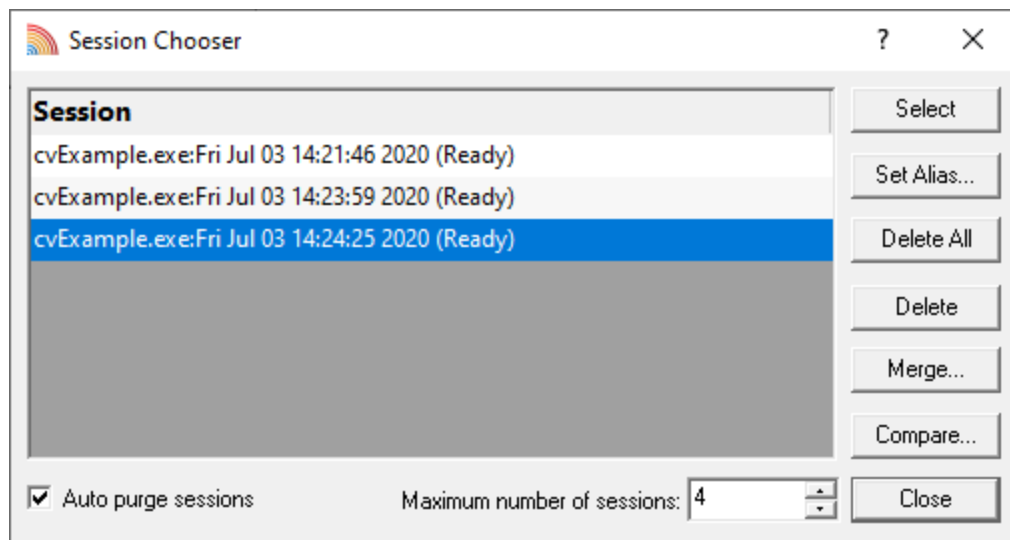 Session Chooser
?
Session
Select
cvExample.exe:Fri Jul 03 14:21:46 2020 (Ready)
Set Alias...
cvExample.exe:Fri Jul 03 14:23:59 2020 (Ready)
cvExample.exe:Fri Jul 03 14:24:25 2020 (Ready)
Delete All
Delete
Merge...
Compare...
Auto purge sessions
Maximum number of sessions: 4
Close